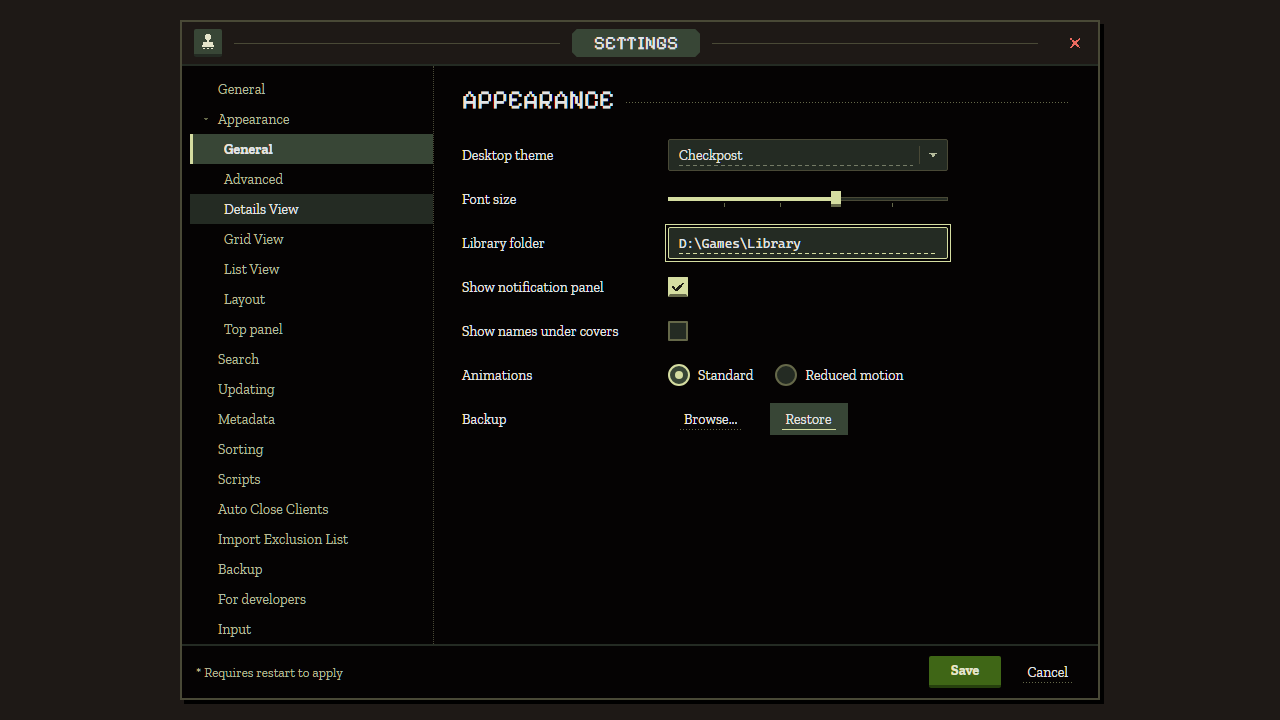 SETTINGS
General
Appearance
General
Advanced
Details View
Grid View
List View
Layout
Top panel
Search
Updating
Metadata
Sorting
Scripts
Auto Close Clients
Import Exclusion List
Backup
For developers
Input
APPEARANCE
Desktop theme Checkpost
Font size
Library folder D:\Games\Library
Show notification panel
Show names under covers
Animations Standard Reduced motion
Backup Browse... Restore
* Requires restart to apply
Save Cancel